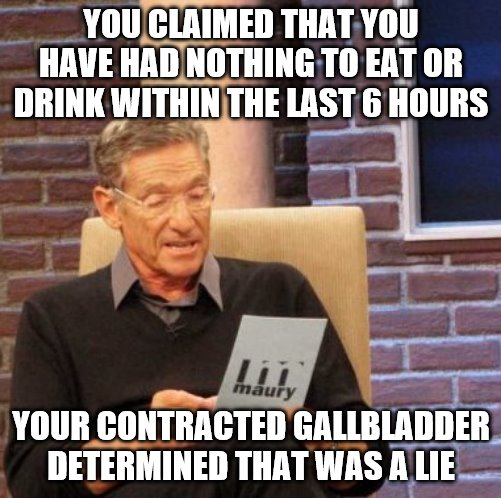 YOU CLAIMED THAT YOU
HAVE HAD NOTHING TO EAT OR
DRINK WITHIN THE LAST 6 HOURS
maury
YOUR CONTRACTED GALLBLADDER
DETERMINED THAT WAS A LIE